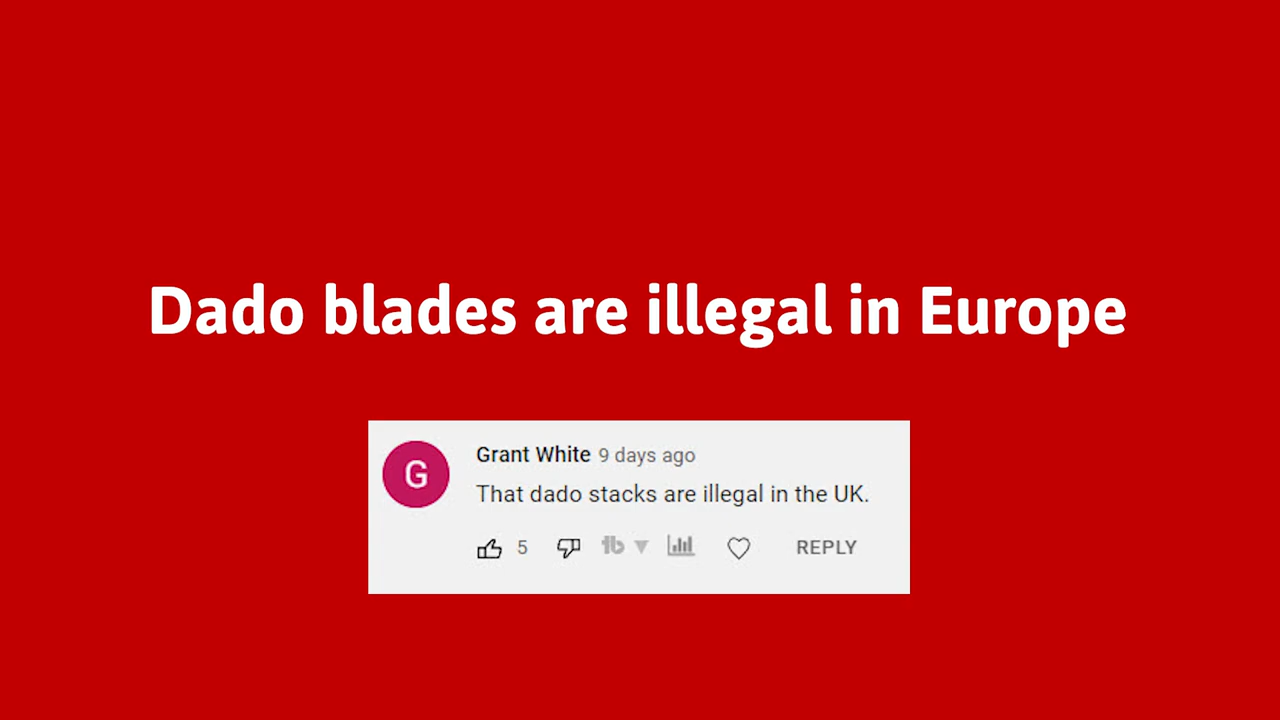 Dado blades are illegal in Europe
G
Grant White 9 days ago
That dado stacks are illegal in the UK.
5 tb REPLY